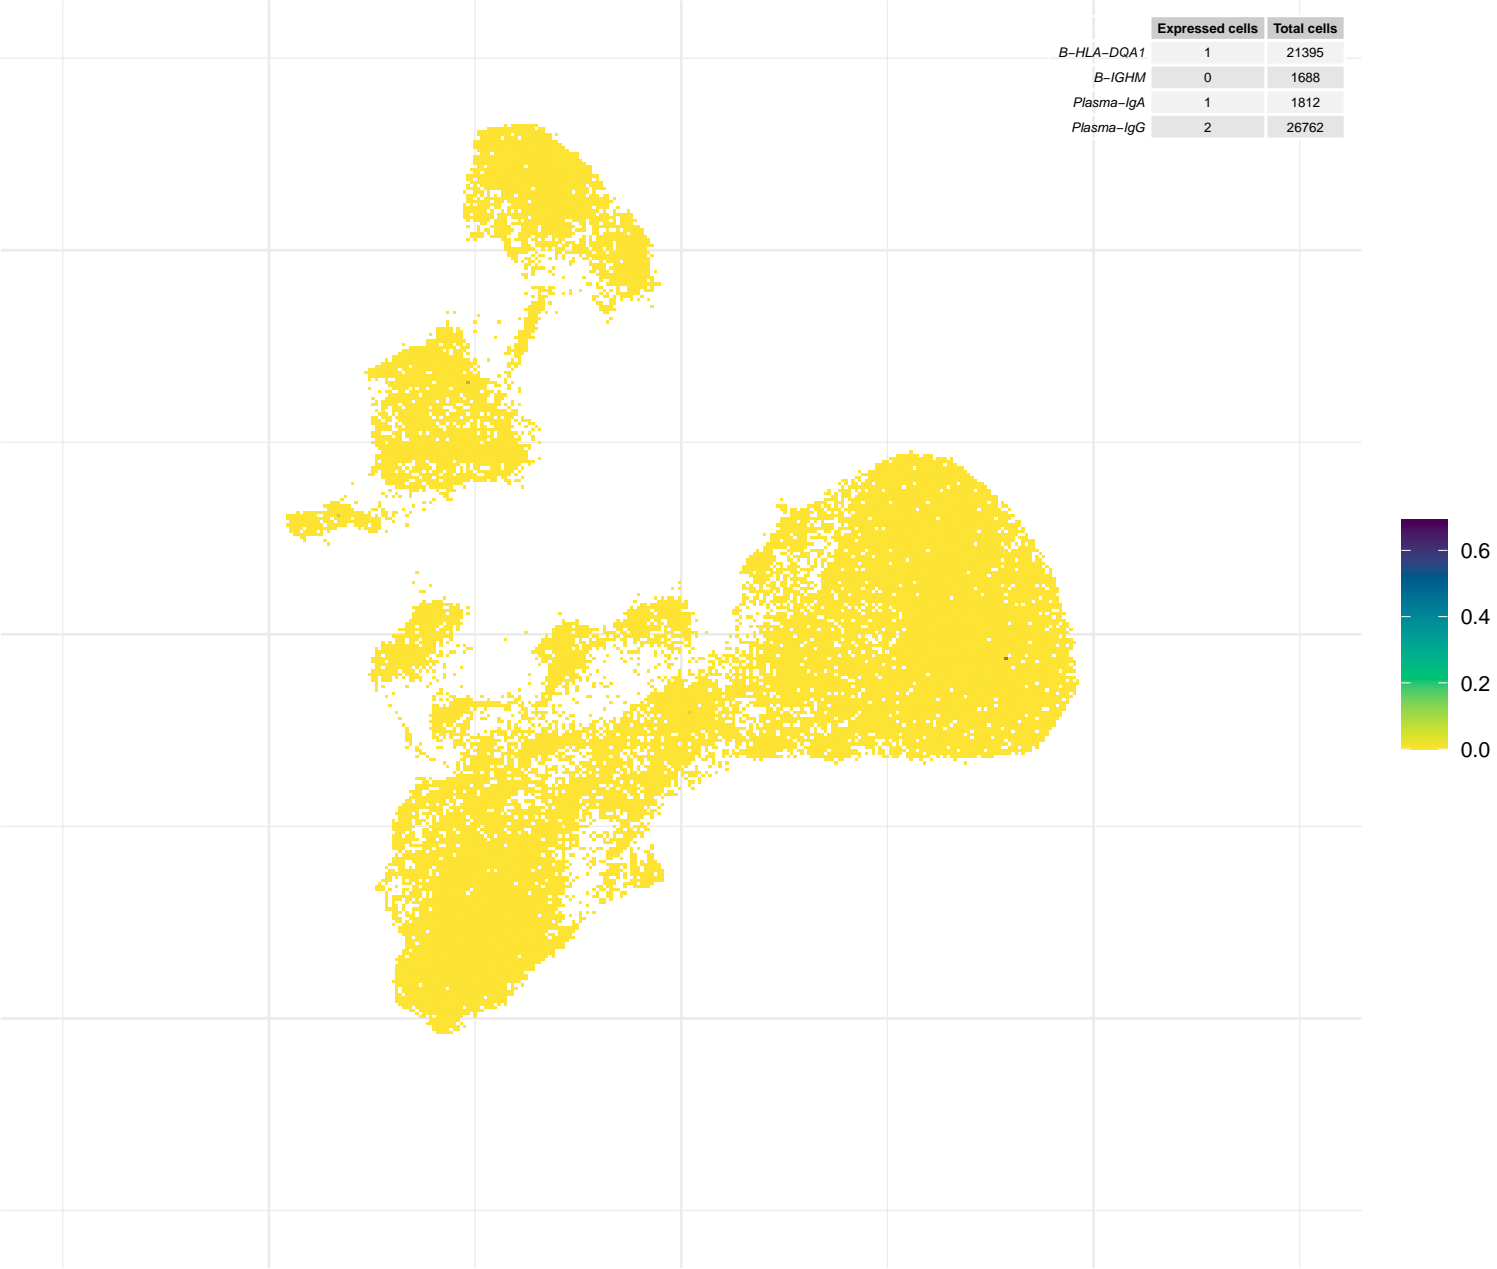 Expressed cells Total cells
B−HLA−DQA1 1 21395
B−IGHM 0 1688
Plasma−IgA 1 1812
Plasma−IgG 2 26762
0.6
0.4
0.2
0.0